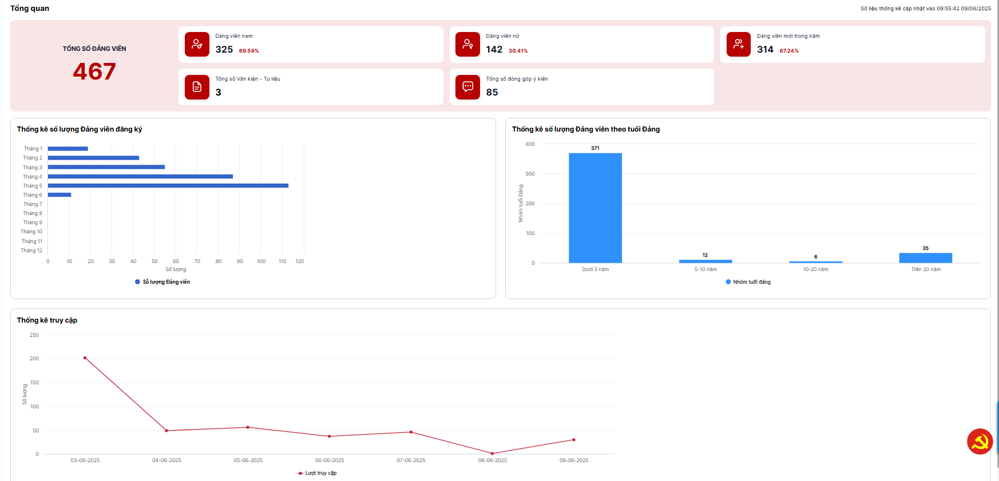 Tổng quan
Số liệu thống kê cập nhật vào 09:55:42 09/06/2025
TỔNG SỐ ĐẢNG VIÊN
467
Đảng viên nam
325 69.59%
Đảng viên nữ
142 30.41%
Đảng viên mới trong năm
314 67.24%
Tổng số Văn kiện - Tư liệu
3
Tổng số đóng góp ý kiến
85
Thống kê số lượng Đảng viên đăng ký
Tháng 1
Tháng 2
Tháng 3
Tháng 4
Tháng 5
Tháng 6
Tháng 7
Tháng 8
Tháng 9
Tháng 10
Tháng 11
Tháng 12
0 10 20 30 40 50 60 70 80 90 100 110 120
Số lượng
Số lượng Đảng viên
Thống kê số lượng Đảng viên theo tuổi Đảng
Nhóm tuổi Đảng
400
300
200
100
0
371
12
6
35
Dưới 5 năm 5-10 năm 10-20 năm Trên 20 năm
Nhóm tuổi đảng
Thống kê truy cập
Số lượng
250
200
150
100
50
0
03-06-2025 04-06-2025 05-06-2025 06-06-2025 07-06-2025 08-06-2025 09-06-2025
Lượt truy cập